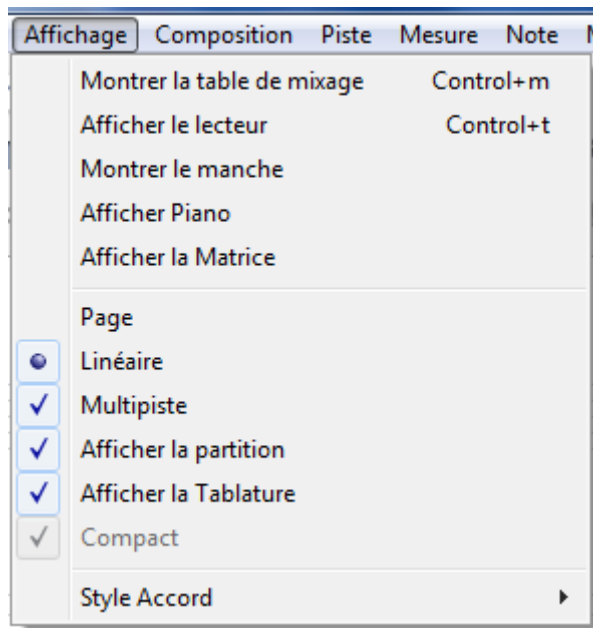 Affichage Composition Piste Mesure Note
Montrer la table de mixage Control+m
Afficher le lecteur Control+t
Montrer le manche
Afficher Piano
Afficher la Matrice
Page
Linéaire
Multipiste
Afficher la partition
Afficher la Tablature
Compact
Style Accord